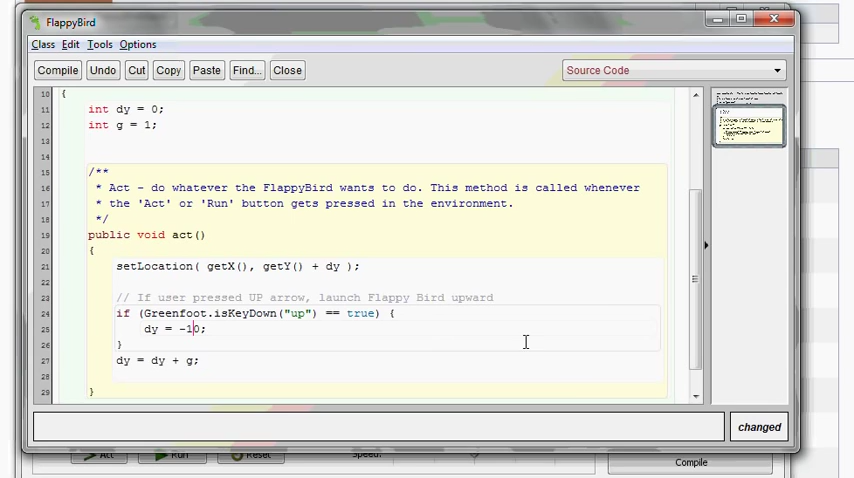 FlappyBird
Class Edit Tools Options
Compile Undo Cut Copy Paste Find... Close Source Code
10 {
11 int dy = 0;
12 int g = 1;
13
14
15 /**
16 * Act - do whatever the FlappyBird wants to do. This method is called whenever
17 * the 'Act' or 'Run' button gets pressed in the environment.
18 */
19 public void act()
20 {
21 setLocation( getX(), getY() + dy );
22
23 // If user pressed UP arrow, launch Flappy Bird upward
24 if (Greenfoot.isKeyDown("up") == true) {
25 dy = -10;
26 }
27 dy = dy + g;
28
29 }
changed
Act Run Reset Speed: Compile